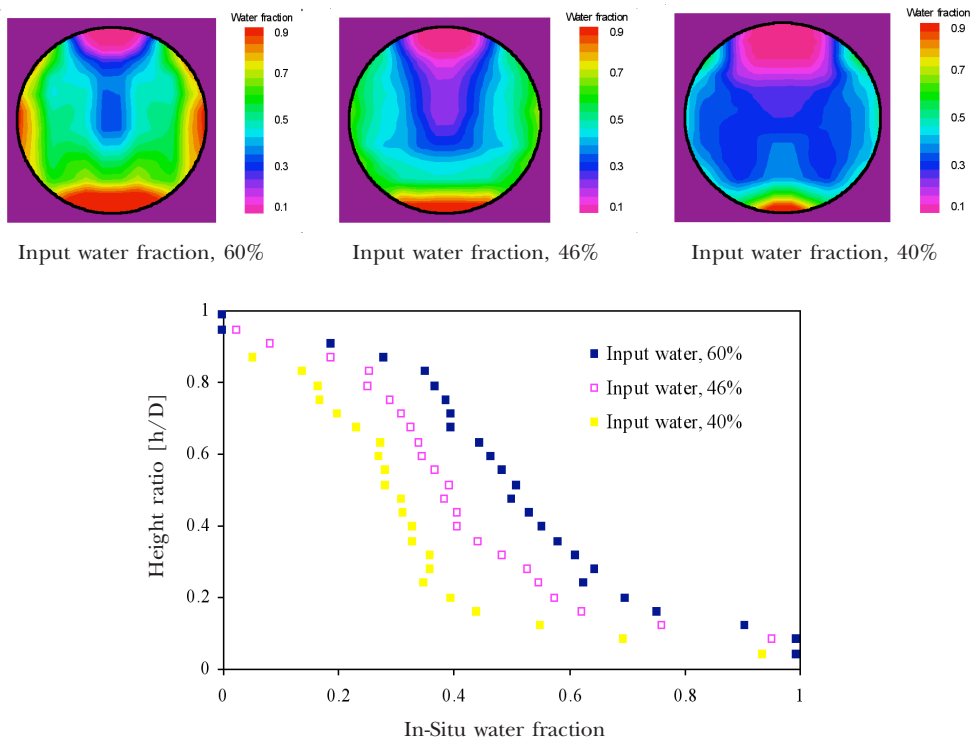 Water fraction
0.9
0.7
0.5
0.3
0.1
Input water fraction, 60%
Water fraction
0.9
0.7
0.5
0.3
0.1
Input water fraction, 46%
Water fraction
0.9
0.7
0.5
0.3
0.1
Input water fraction, 40%
Height ratio [h/D]
1
0.8
0.6
0.4
0.2
0
Input water, 60%
Input water, 46%
Input water, 40%
0 0.2 0.4 0.6 0.8 1
In-Situ water fraction